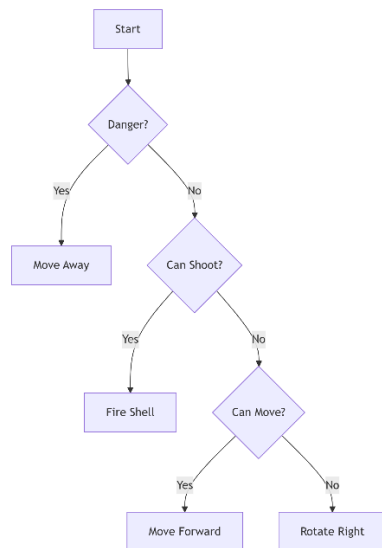 Start
Danger?
Yes
No
Move Away
Can Shoot?
Yes
No
Fire Shell
Can Move?
Yes
No
Move Forward
Rotate Right